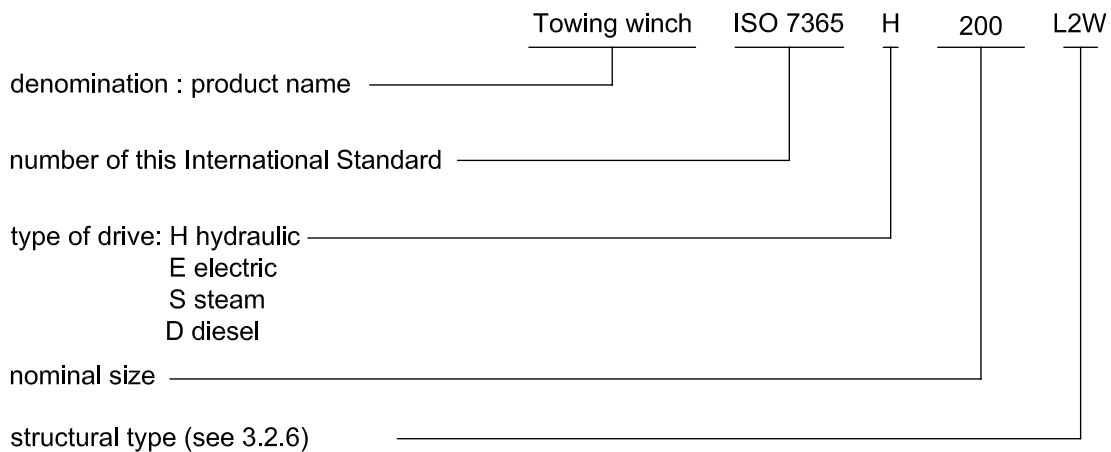 Towing winch ISO 7365 H 200 L2W
denomination : product name
number of this International Standard
type of drive: H hydraulic
E electric
S steam
D diesel
nominal size
structural type (see 3.2.6)